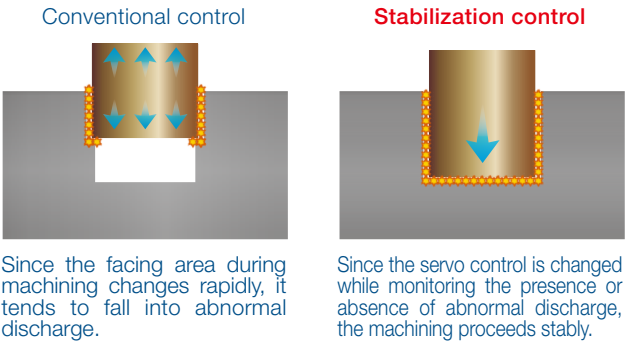 Conventional control
Stabilization control
Since the facing area during
machining changes rapidly, it
tends to fall into abnormal
discharge.
Since the servo control is changed
while monitoring the presence or
absence of abnormal discharge,
the machining proceeds stably.